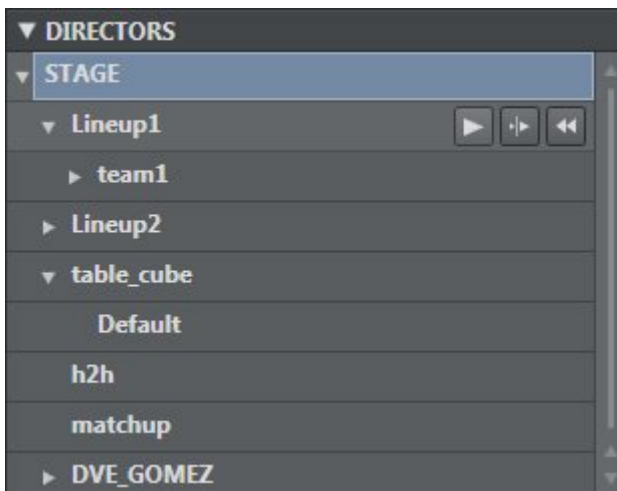 DIRECTORS
STAGE
Lineup1
team1
Lineup2
table_cube
Default
h2h
matchup
DVE_GOMEZ